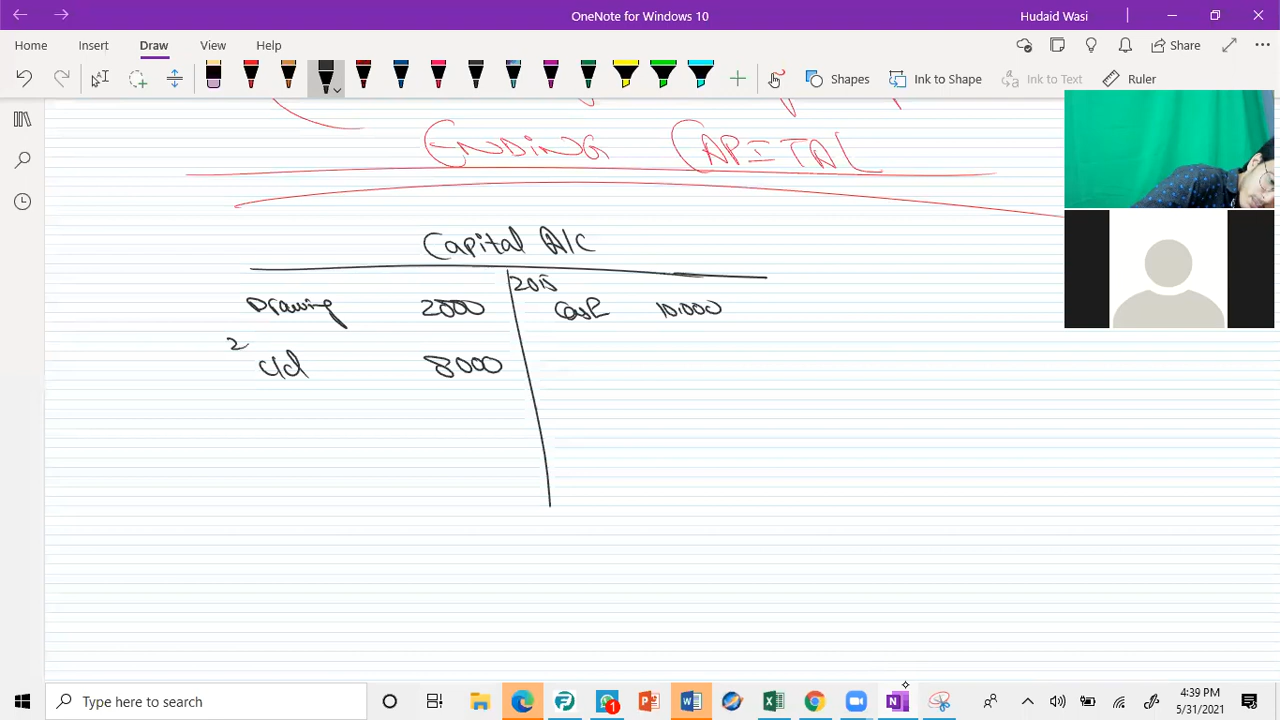 OneNote for Windows 10
Hudaid Wasi
Home Insert Draw View Help
Share
Shapes Ink to Shape Ink to Text Ruler
ENDING CAPITAL
Capital A/C
2015
Drawing 2000 Cash 10.000
2
c/d 8000
Type here to search
1
4:39 PM
5/31/2021